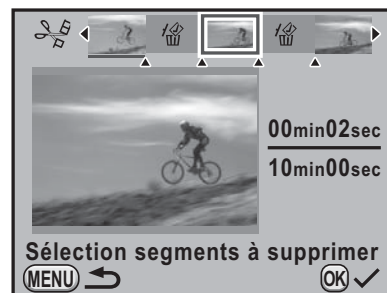 00min02sec
10min00sec
Sélection segments à supprimer
MENU
OK